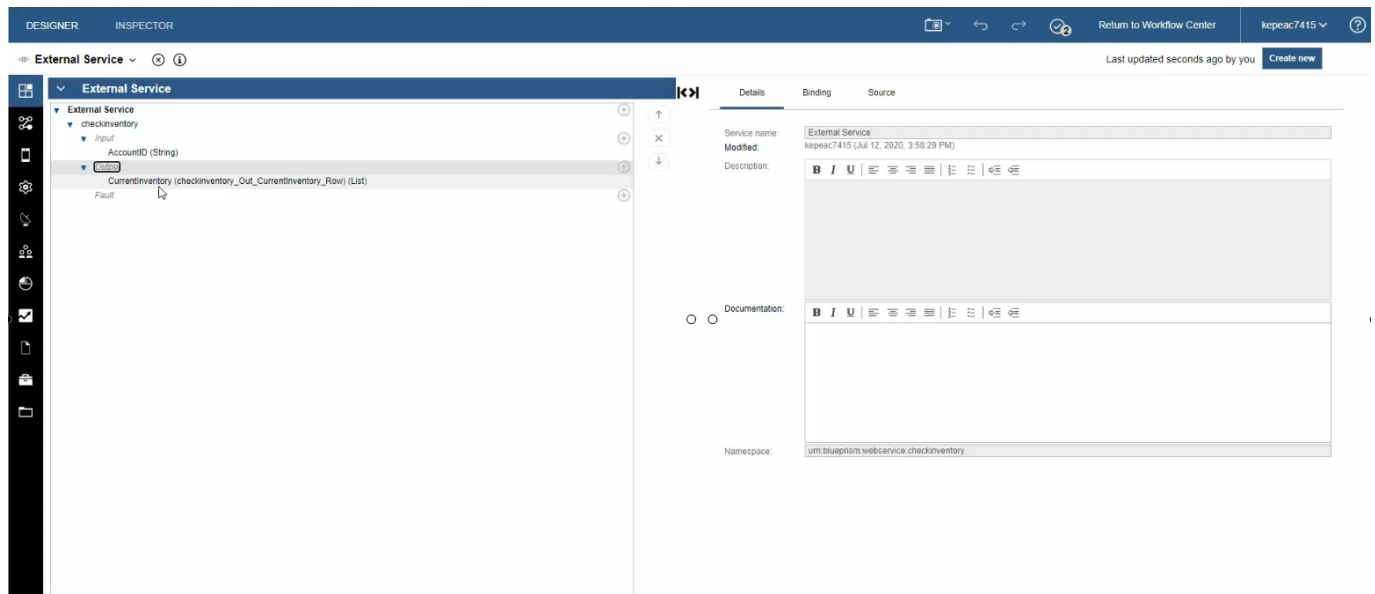 DESIGNER INSPECTOR Return to Workflow Center kepeac7415
2
External Service Last updated seconds ago by you Create new
External Service
Details Binding Source
External Service
checkinventory
Input
AccountID (String)
Output
CurrentInventory (checkinventory_Out_CurrentInventory_Row) (List)
Fault
Service name: External Service
Modified: kepeac7415 (Jul 12, 2020, 3:58:29 PM)
Description: B I U
Documentation: B I U
Namespace: urn:blueprism:webservice:checkinventory